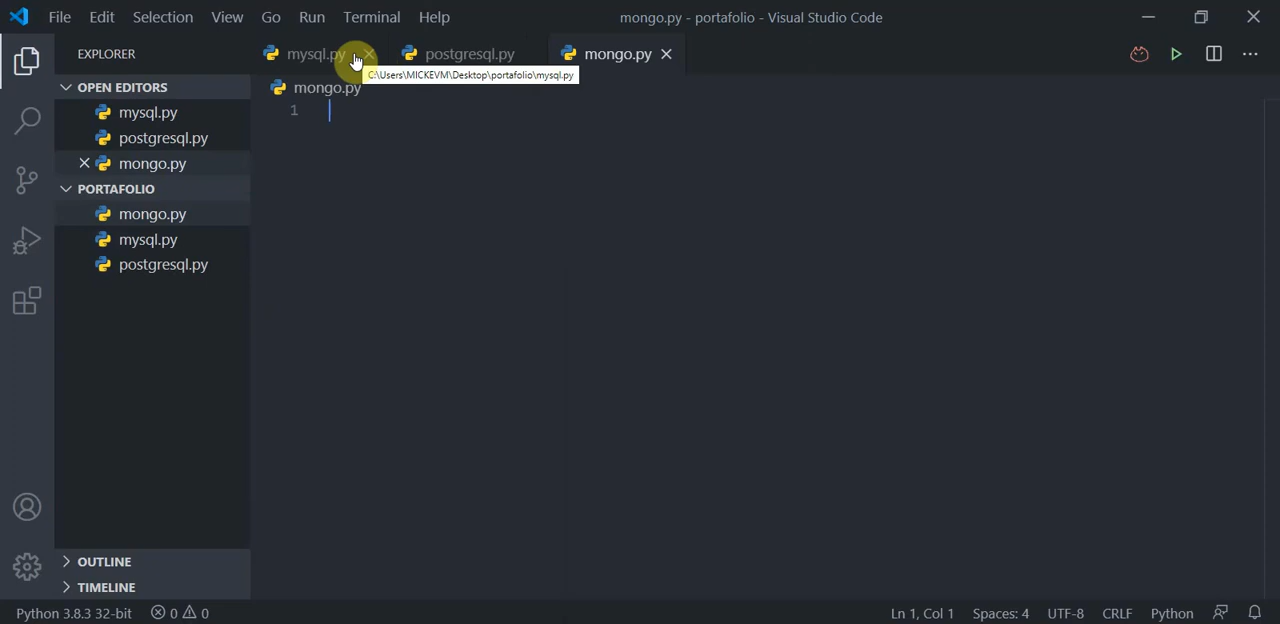 File Edit Selection View Go Run Terminal Help mongo.py - portafolio - Visual Studio Code
EXPLORER
mysql.py postgresql.py mongo.py
C:\Users\MICKEVM\Desktop\portafolio\mysql.py
OPEN EDITORS
mysql.py
postgresql.py
mongo.py
PORTAFOLIO
mongo.py
mysql.py
postgresql.py
OUTLINE
TIMELINE
mongo.py
1
Python 3.8.3 32-bit 0 0 Ln 1, Col 1 Spaces: 4 UTF-8 CRLF Python